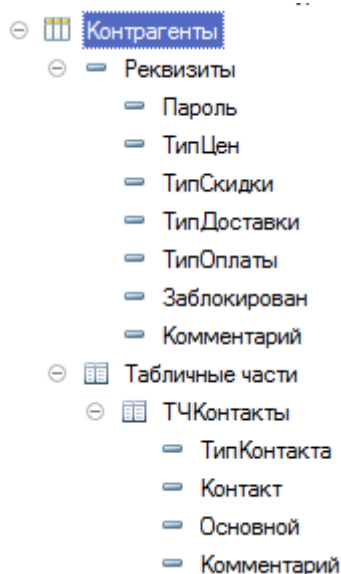 Контрагенты
Реквизиты
Пароль
ТипЦен
ТипСкидки
ТипДоставки
ТипОплаты
Заблокирован
Комментарий
Табличные части
ТЧКонтакты
ТипКонтакта
Контакт
Основной
Комментарий